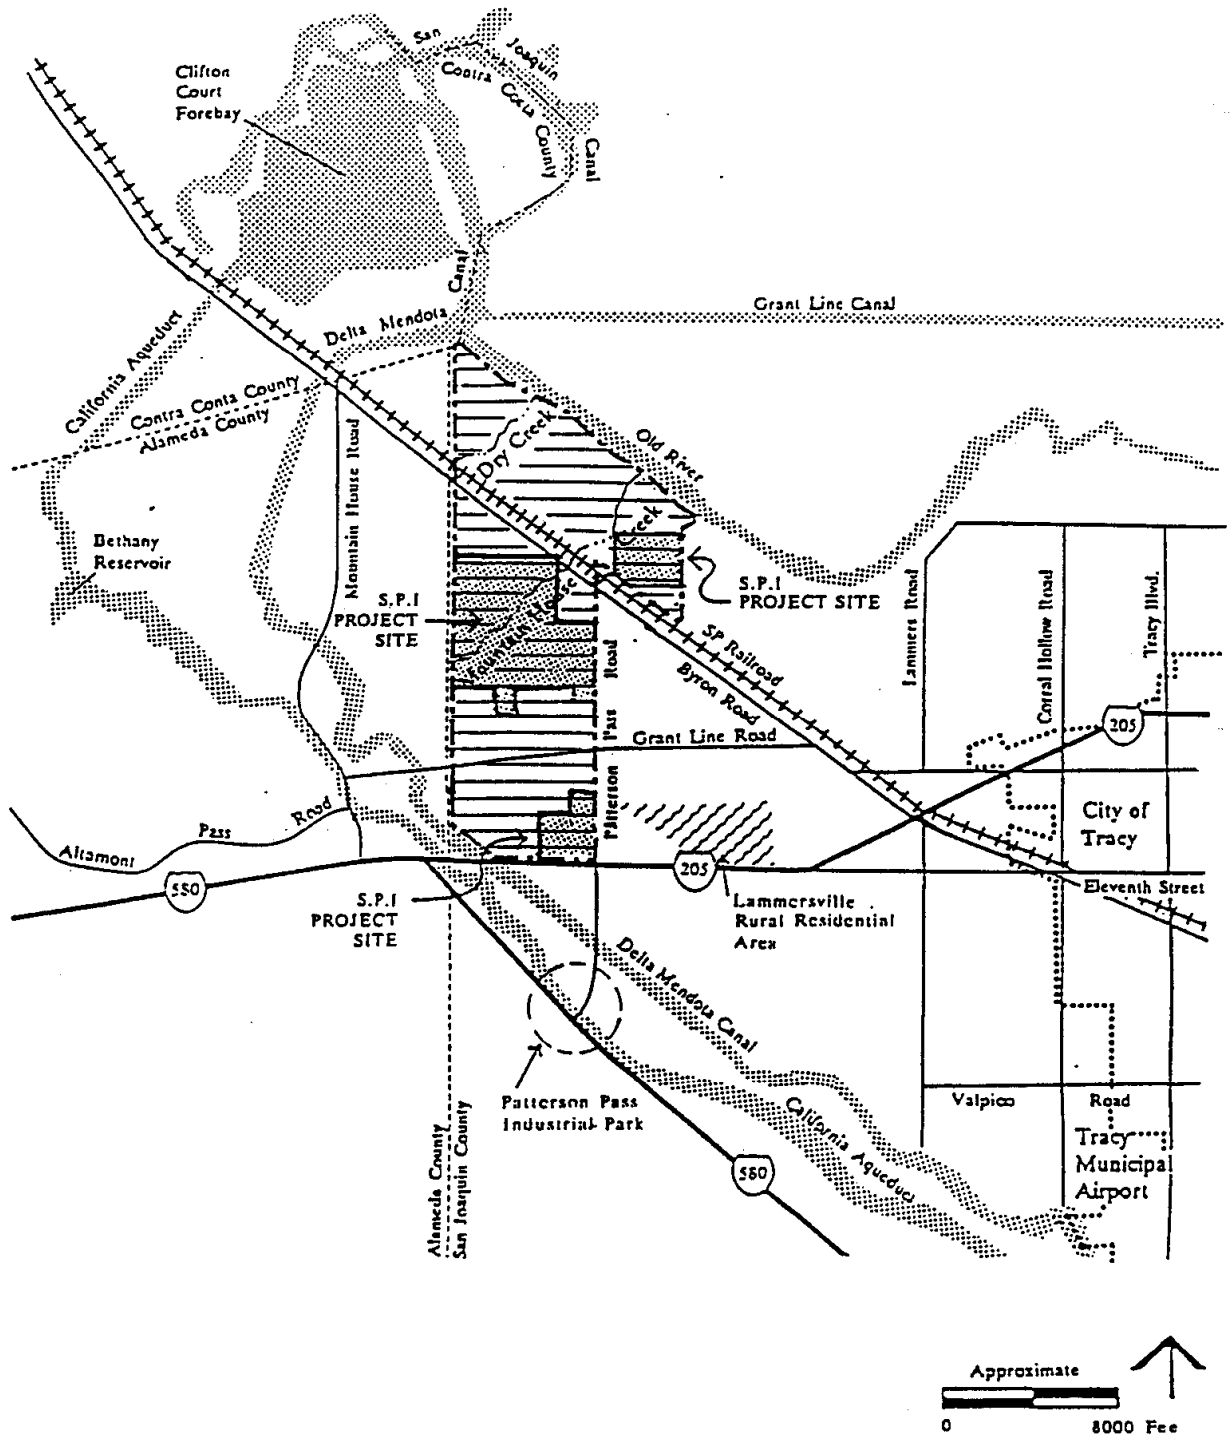 San
Joaquin
Canal
Contra Costa County
Clifton
Court
Forebay
Canal
Grant Line Canal
Delta Mendota
California Aqueduct
Contra Conta County
Alameda County
Old River
Dry Creek
Mountain House Road
Creek
Mountain House
Bethany
Reservoir
S.P.I
PROJECT
SITE
S.P.I
PROJECT SITE
SP Railroad
Byron Road
Lammers Road
Corral Hollow Road
Tracy Blvd.
205
Grant Line Road
Patterson Pass Road
City of
Tracy
Altamont Pass Road
580
205
Eleventh Street
S.P.I
PROJECT
SITE
Lammersville
Rural Residential
Area
Delta Mendota Canal
Patterson Pass
Industrial Park
California Aqueduct
Valpico Road
Tracy
Municipal
Airport
580
Alameda County
San Joaquin County
Approximate
0 8000 Fee